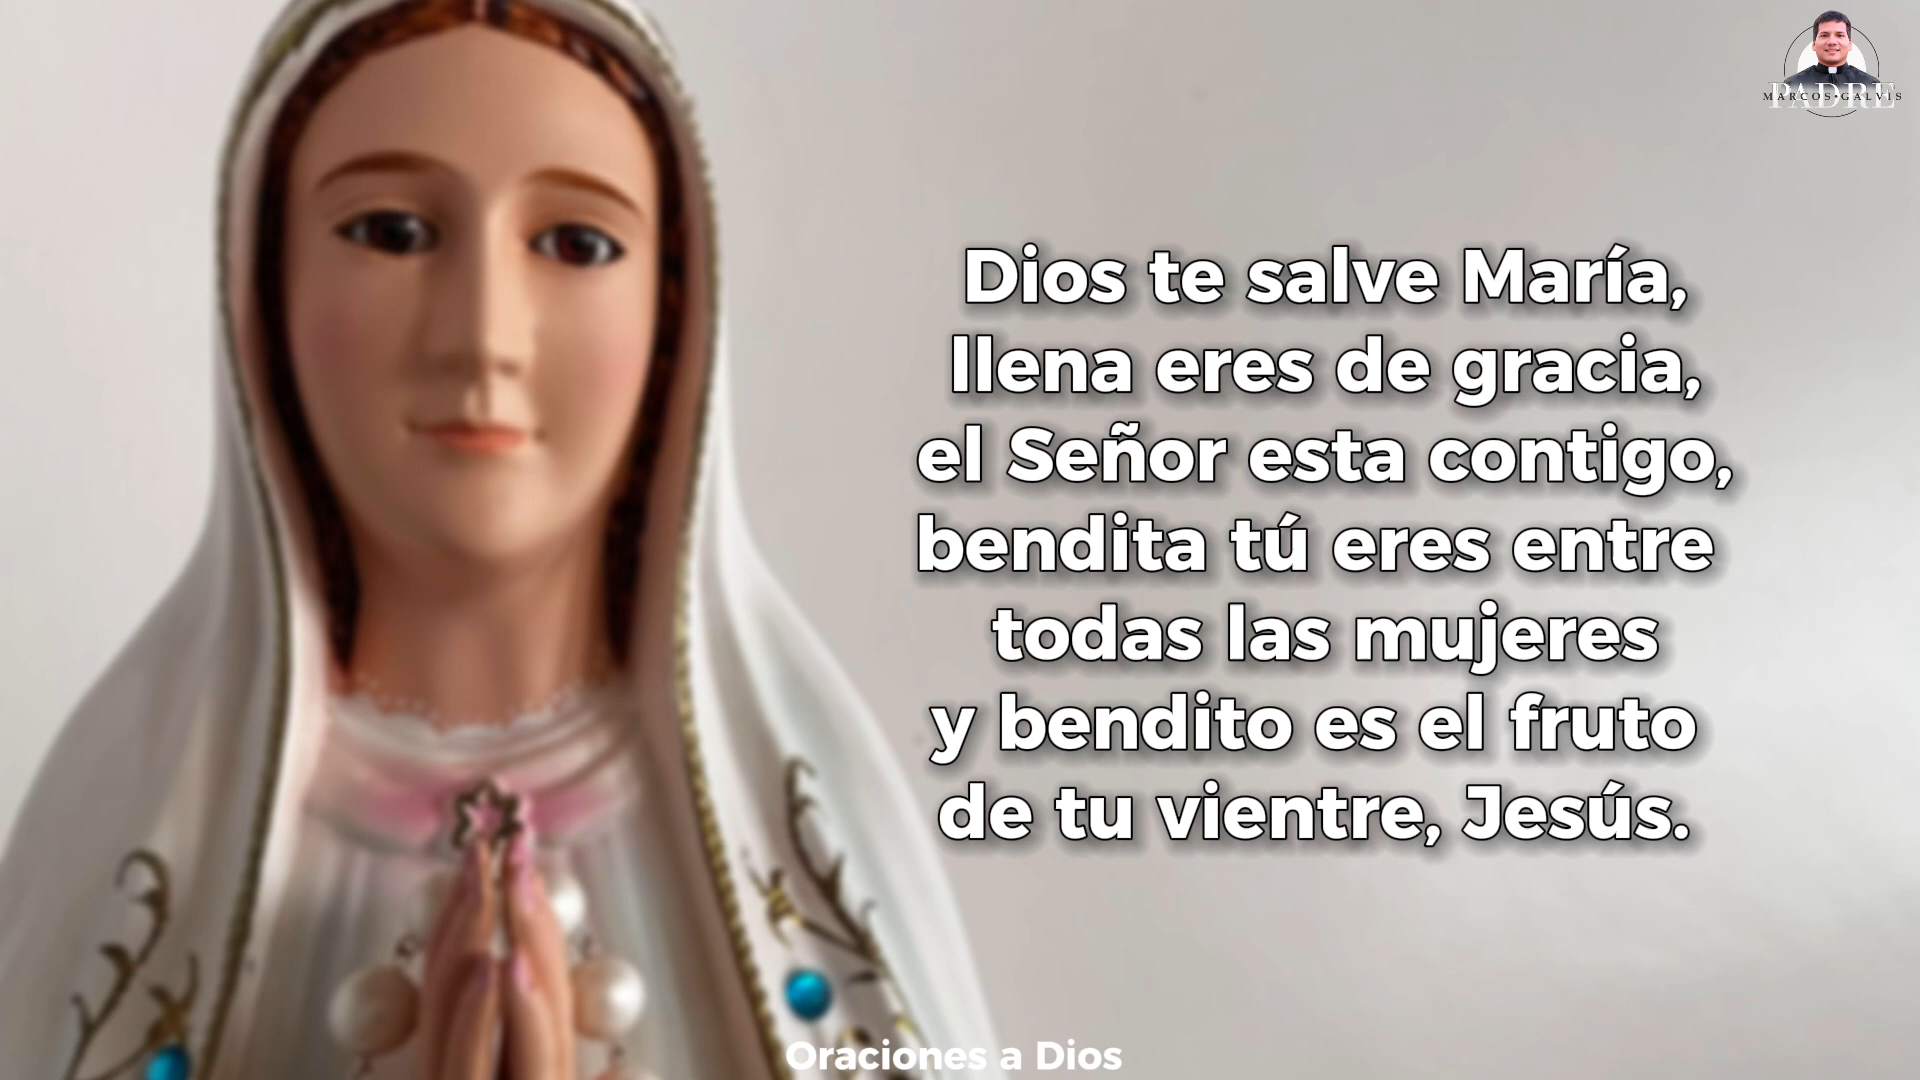 PADRE
MARCOS•GALVIS
Dios te salve María,
llena eres de gracia,
el Señor esta contigo,
bendita tú eres entre
todas las mujeres
y bendito es el fruto
de tu vientre, Jesús.
Oraciones a Dios